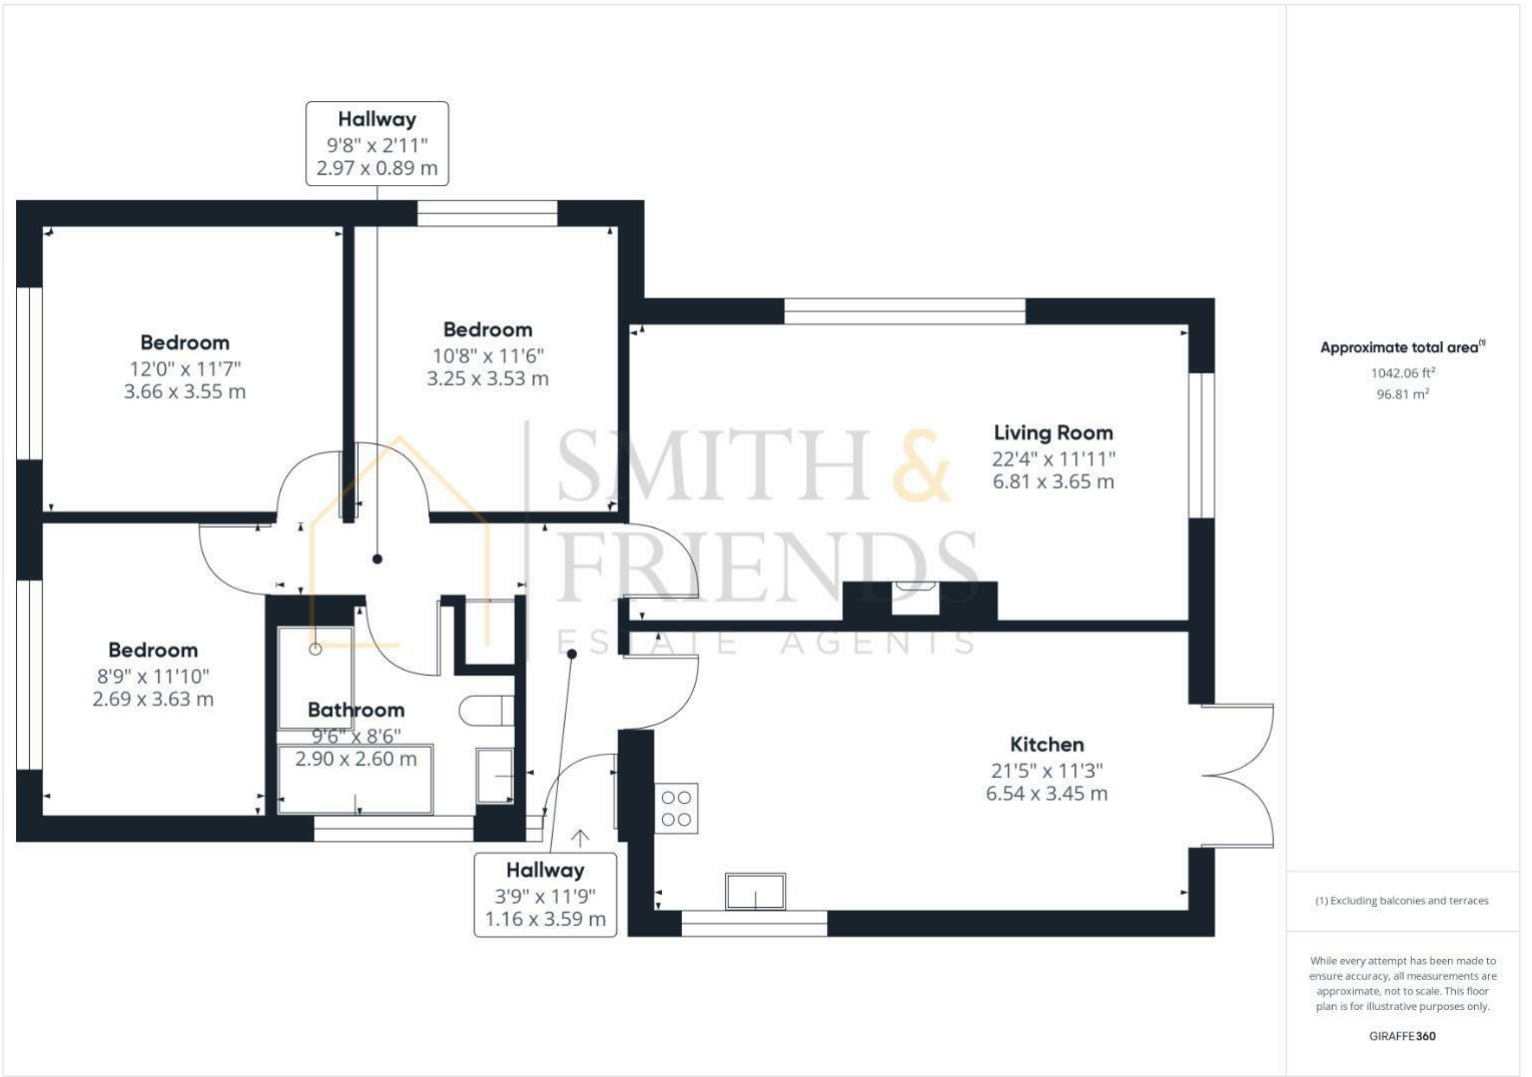 Hallway
9'8" x 2'11"
2.97 x 0.89 m
Bedroom
12'0" x 11'7"
3.66 x 3.55 m
Bedroom
10'8" x 11'6"
3.25 x 3.53 m
Living Room
22'4" x 11'11"
6.81 x 3.65 m
SMITH &
FRIENDS
ESTATE AGENTS
Bedroom
8'9" x 11'10"
2.69 x 3.63 m
Bathroom
9'6" x 8'6"
2.90 x 2.60 m
Kitchen
21'5" x 11'3"
6.54 x 3.45 m
Hallway
3'9" x 11'9"
1.16 x 3.59 m
Approximate total area⁽¹⁾
1042.06 ft²
96.81 m²
(1) Excluding balconies and terraces
While every attempt has been made to
ensure accuracy, all measurements are
approximate, not to scale. This floor
plan is for illustrative purposes only.
GIRAFFE360